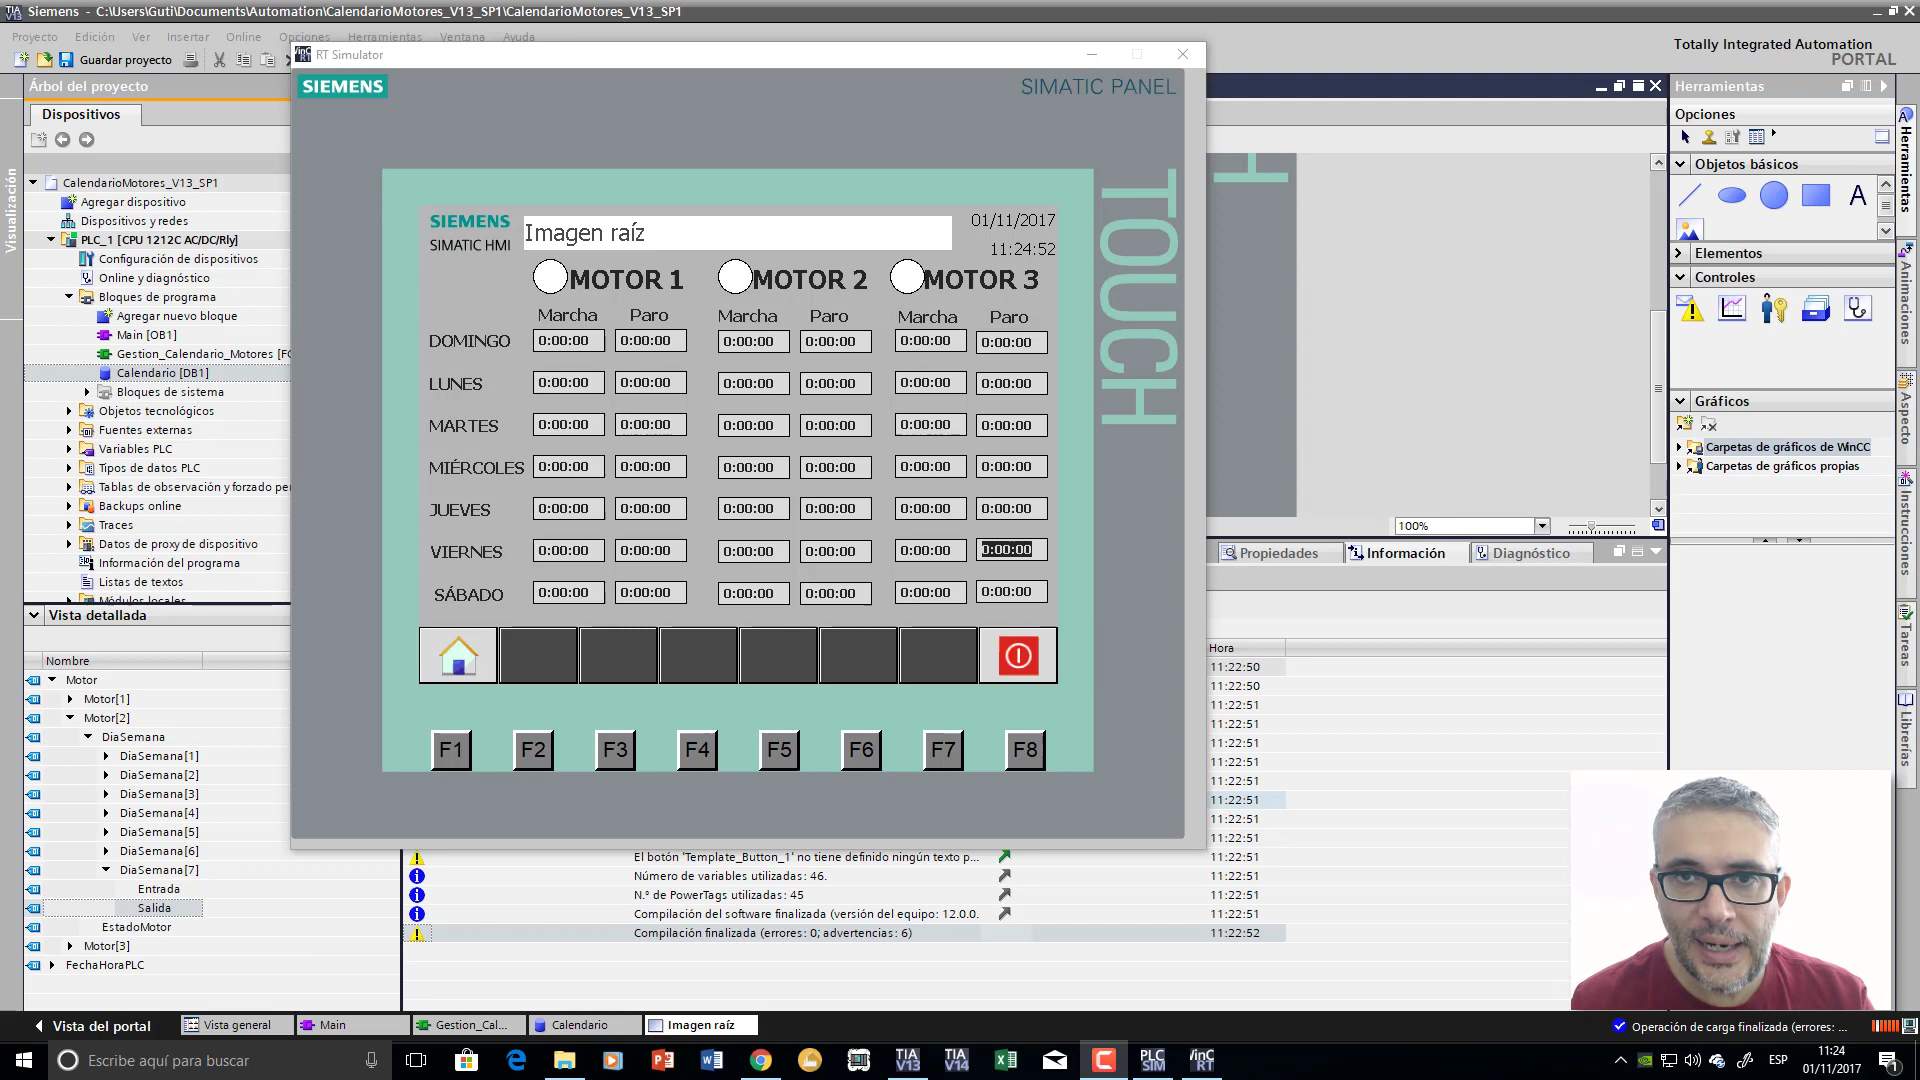 Siemens - C:\Users\Guti\Documents\Automation\CalendarioMotores_V13_SP1\CalendarioMotores_V13_SP1
Proyecto Edición Ver Insertar Online Opciones Herramientas Ventana Ayuda
Guardar proyecto
Totally Integrated Automation
PORTAL
Árbol del proyecto
Dispositivos
Visualización
CalendarioMotores_V13_SP1
Agregar dispositivo
Dispositivos y redes
PLC_1 [CPU 1212C AC/DC/Rly]
Configuración de dispositivos
Online y diagnóstico
Bloques de programa
Agregar nuevo bloque
Main [OB1]
Gestion_Calendario_Motores [FC
Calendario [DB1]
Bloques de sistema
Objetos tecnológicos
Fuentes externas
Variables PLC
Tipos de datos PLC
Tablas de observación y forzado pe
Backups online
Traces
Datos de proxy de dispositivo
Información del programa
Listas de textos
Módulos locales
Vista detallada
Nombre
Motor
Motor[1]
Motor[2]
DiaSemana
DiaSemana[1]
DiaSemana[2]
DiaSemana[3]
DiaSemana[4]
DiaSemana[5]
DiaSemana[6]
DiaSemana[7]
Entrada
Salida
EstadoMotor
Motor[3]
FechaHoraPLC
WinC RT RT Simulator
SIEMENS SIMATIC PANEL
TOUCH
SIEMENS
SIMATIC HMI
Imagen raíz
01/11/2017
11:24:52
MOTOR 1 MOTOR 2 MOTOR 3
Marcha Paro Marcha Paro Marcha Paro
DOMINGO 0:00:00 0:00:00 0:00:00 0:00:00 0:00:00 0:00:00
LUNES 0:00:00 0:00:00 0:00:00 0:00:00 0:00:00 0:00:00
MARTES 0:00:00 0:00:00 0:00:00 0:00:00 0:00:00 0:00:00
MIÉRCOLES 0:00:00 0:00:00 0:00:00 0:00:00 0:00:00 0:00:00
JUEVES 0:00:00 0:00:00 0:00:00 0:00:00 0:00:00 0:00:00
VIERNES 0:00:00 0:00:00 0:00:00 0:00:00 0:00:00 0:00:00
SÁBADO 0:00:00 0:00:00 0:00:00 0:00:00 0:00:00 0:00:00
F1 F2 F3 F4 F5 F6 F7 F8
H
100%
Propiedades Información Diagnóstico
Hora
11:22:50
11:22:50
11:22:51
11:22:51
11:22:51
11:22:51
11:22:51
11:22:51
11:22:51
11:22:51
El botón 'Template_Button_1' no tiene definido ningún texto p... 11:22:51
Número de variables utilizadas: 46. 11:22:51
N.º de PowerTags utilizadas: 45 11:22:51
Compilación del software finalizada (versión del equipo: 12.0.0. 11:22:51
Compilación finalizada (errores: 0; advertencias: 6) 11:22:52
Herramientas
Opciones
Objetos básicos
A
Elementos
Controles
Gráficos
Carpetas de gráficos de WinCC
Carpetas de gráficos propias
Herramientas
Animaciones
Aspecto
Instrucciones
Tareas
Librerías
Vista del portal Vista general Main Gestion_Cal... Calendario Imagen raíz
Operación de carga finalizada (errores: ...
Escribe aquí para buscar
TIA V13
TIA V14
PLC SIM
WinC RT
ESP
11:24
01/11/2017
1